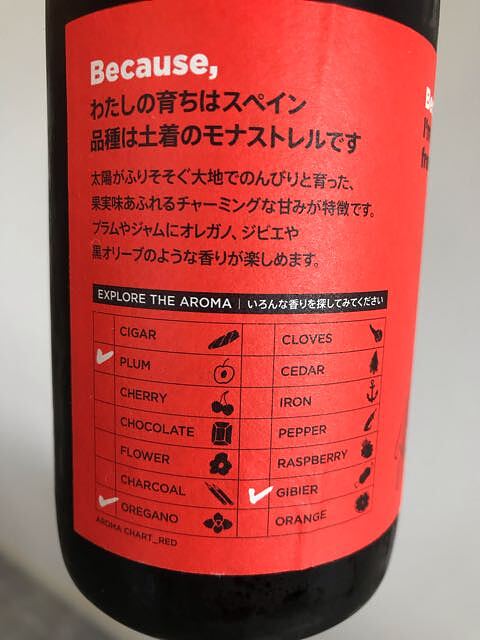 Because,
わたしの育ちはスペイン
品種は土着のモナストレルです
太陽がふりそそぐ大地でのんびりと育った、
果実味あふれるチャーミングな甘みが特徴です。
プラムやジャムにオレガノ、ジビエや
黒オリーブのような香りが楽しめます。
EXPLORE THE AROMA | いろんな香りを探してみてください
CIGAR
PLUM
CHERRY
CHOCOLATE
FLOWER
CHARCOAL
OREGANO
CLOVES
CEDAR
IRON
PEPPER
RASPBERRY
GIBIER
ORANGE
AROMA CHART_RED